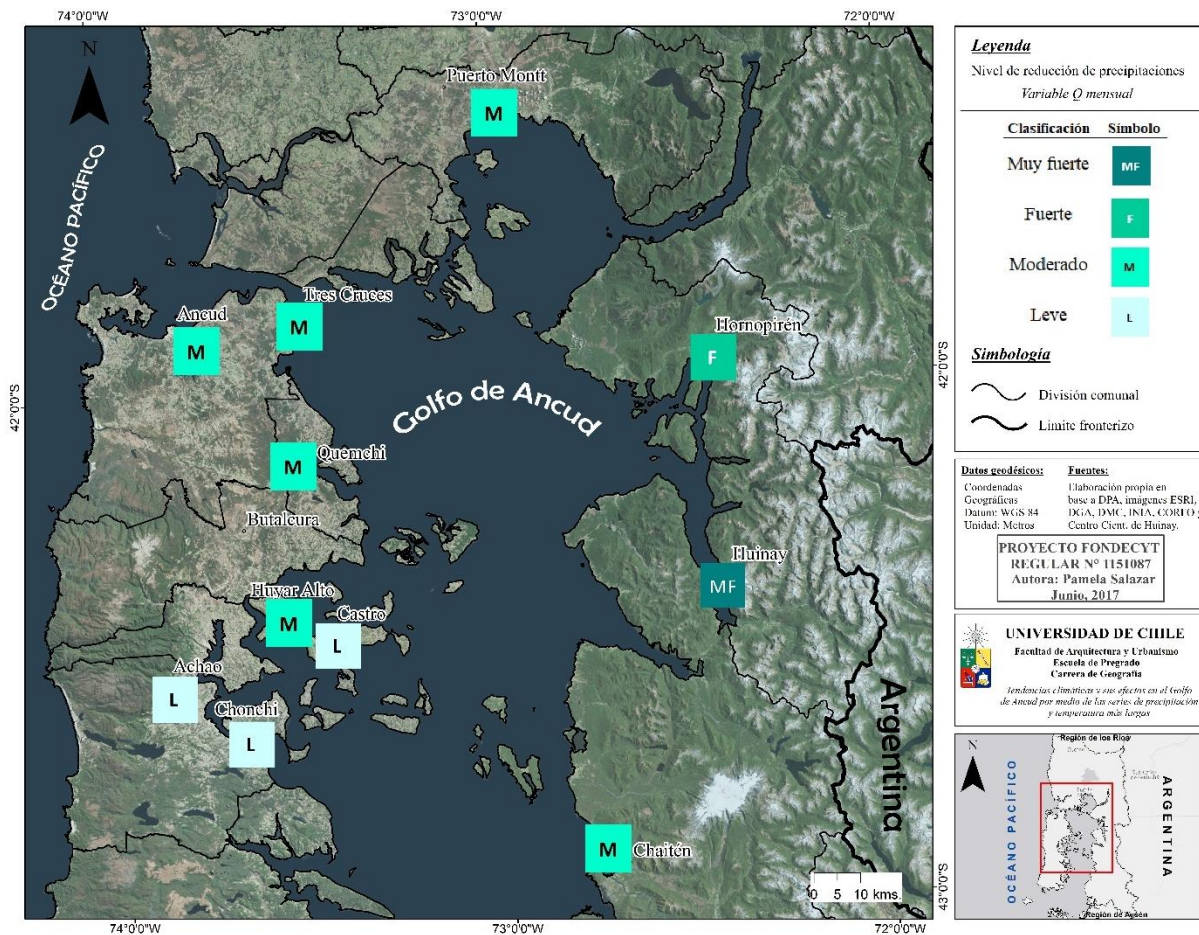 74°0'0"W
73°0'0"W
72°0'0"W
N
OCÉANO PACÍFICO
Puerto Montt
M
Ancud
M
Tres Cruces
M
Hornopirén
F
Golfo de Ancud
Quemchi
M
Butalcura
Huinay
MF
Huyar Alto
M
Castro
L
Achao
L
Chonchi
L
Argentina
Chaitén
M
0 5 10 kms.
42°0'0"S
42°0'0"S
43°0'0"S
74°0'0"W
73°0'0"W
72°0'0"W
Leyenda
Nivel de reducción de precipitaciones
Variable Q mensual
Clasificación Símbolo
Muy fuerte MF
Fuerte F
Moderado M
Leve L
Simbología
División comunal
Límite fronterizo
Datos geodésicos:
Coordenadas
Geográficas
Datum: WGS 84
Unidad: Metros
Fuentes:
Elaboración propia en
base a DPA, imágenes ESRI,
DGA, DMC, INIA, CORFO y
Centro Cient. de Huinay.
PROYECTO FONDECYT
REGULAR N° 1151087
Autora: Pamela Salazar
Junio, 2017
UNIVERSIDAD DE CHILE
Facultad de Arquitectura y Urbanismo
Escuela de Pregrado
Carrera de Geografía
Tendencias climáticas y sus efectos en el Golfo
de Ancud por medio de las series de precipitación
y temperatura más largas
N
Región de los Ríos
OCÉANO PACÍFICO
ARGENTINA
Región de Aysén